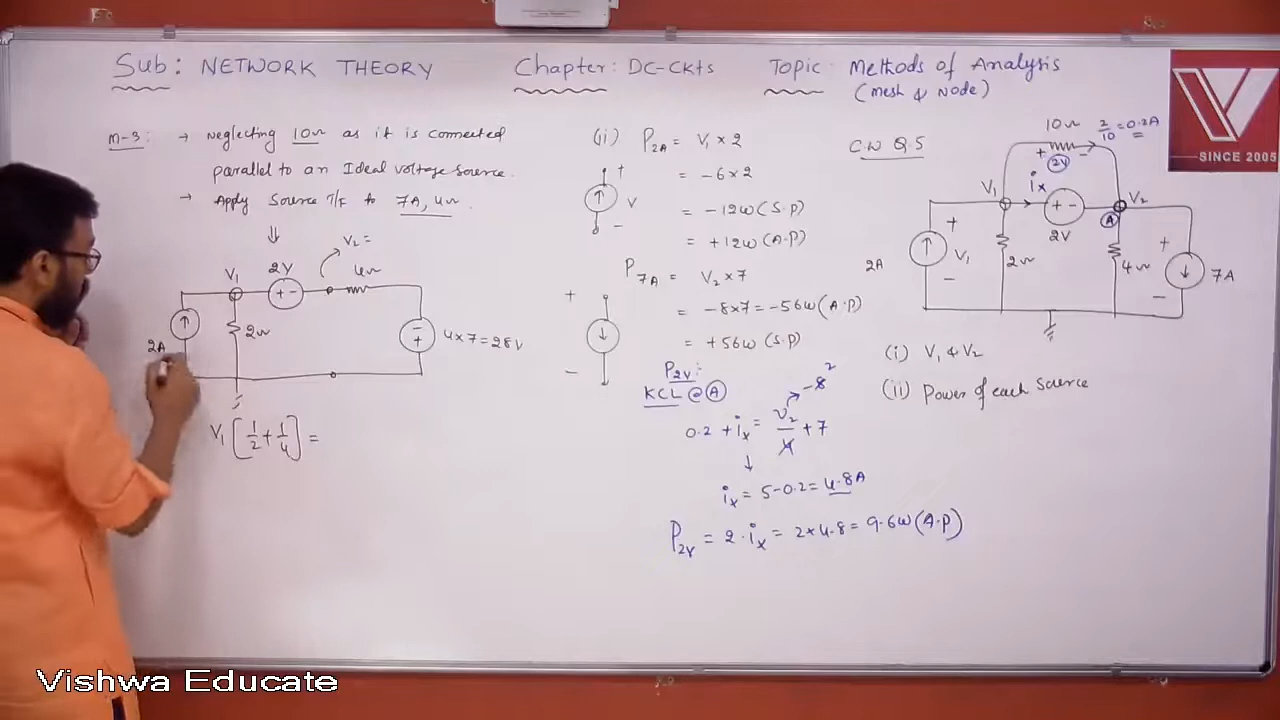 Sub: NETWORK THEORY Chapter: DC-Ckts Topic: Methods of Analysis
(Mesh & Node)
SINCE 2005
M-3: → Neglecting 10Ω as it is connected
parallel to an Ideal voltage Source.
→ Apply Source T/F to 7A, 4Ω.
⇓
V₂ =
V₁ 2V 4Ω
2A 2Ω 4×7=28V
V₁[1/2+1/4] =
(ii) P2A = V₁ × 2
= -6×2
= -12W (S.P)
= +12W (A.P)
+ V -
P7A = V₂ × 7
= -8×7 = -56W (A.P)
= +56W (S.P)
+ -
P2V:
KCL @ A
0.2 + ix = V₂/4 + 7
-8 2
↓
ix = 5-0.2 = 4.8A
P2V = 2·ix = 2×4.8 = 9.6W (A.P)
C.W Q.5
10Ω 2/10 = 0.2A
+ 2V -
V₁ ix + - V₂
2V A
2A + V₁ - 2Ω 4Ω + - 7A
(i) V₁ & V₂
(ii) Power of each Source
Vishwa Educate